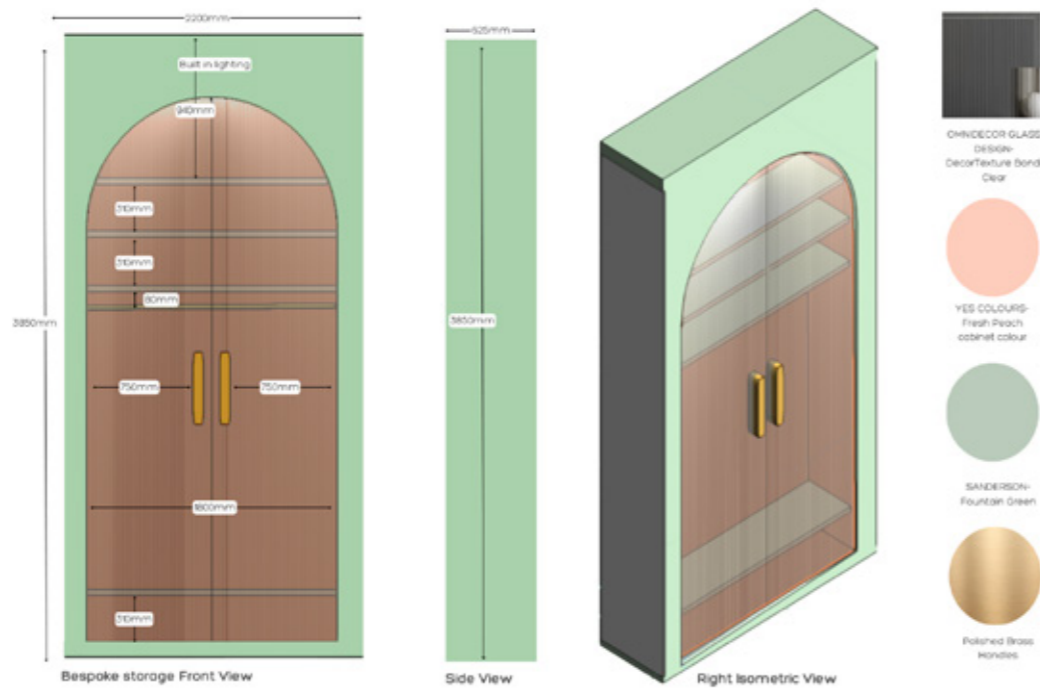 2200mm
Built in lighting
940mm
310mm
310mm
80mm
3850mm
750mm
750mm
1800mm
310mm
Bespoke storage Front View
625mm
3850mm
Side View
Right Isometric View
OMNIDECOR GLASS
DESIGN-
DecorTexture Bond
Clear
YES COLOURS-
Fresh Peach
cabinet colour
SANDERSON-
Fountain Green
Polished Brass
Handles